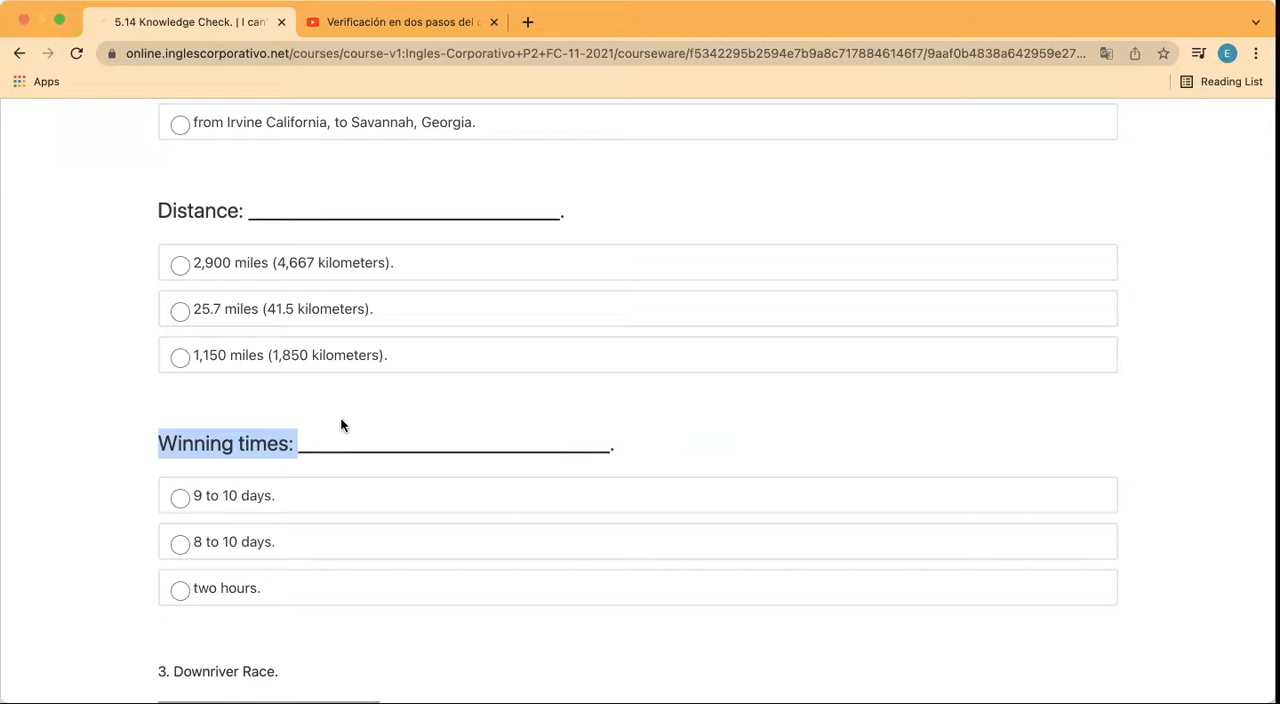 5.14 Knowledge Check. | I can'
Verificación en dos pasos del c
online.inglescorporativo.net/courses/course-v1:Ingles-Corporativo+P2+FC-11-2021/courseware/f5342295b2594e7b9a8c7178846146f7/9aaf0b4838a642959e27...
E
Apps
Reading List
from Irvine California, to Savannah, Georgia.
Distance: ____________________________.
2,900 miles (4,667 kilometers).
25.7 miles (41.5 kilometers).
1,150 miles (1,850 kilometers).
Winning times: ____________________________.
9 to 10 days.
8 to 10 days.
two hours.
3. Downriver Race.